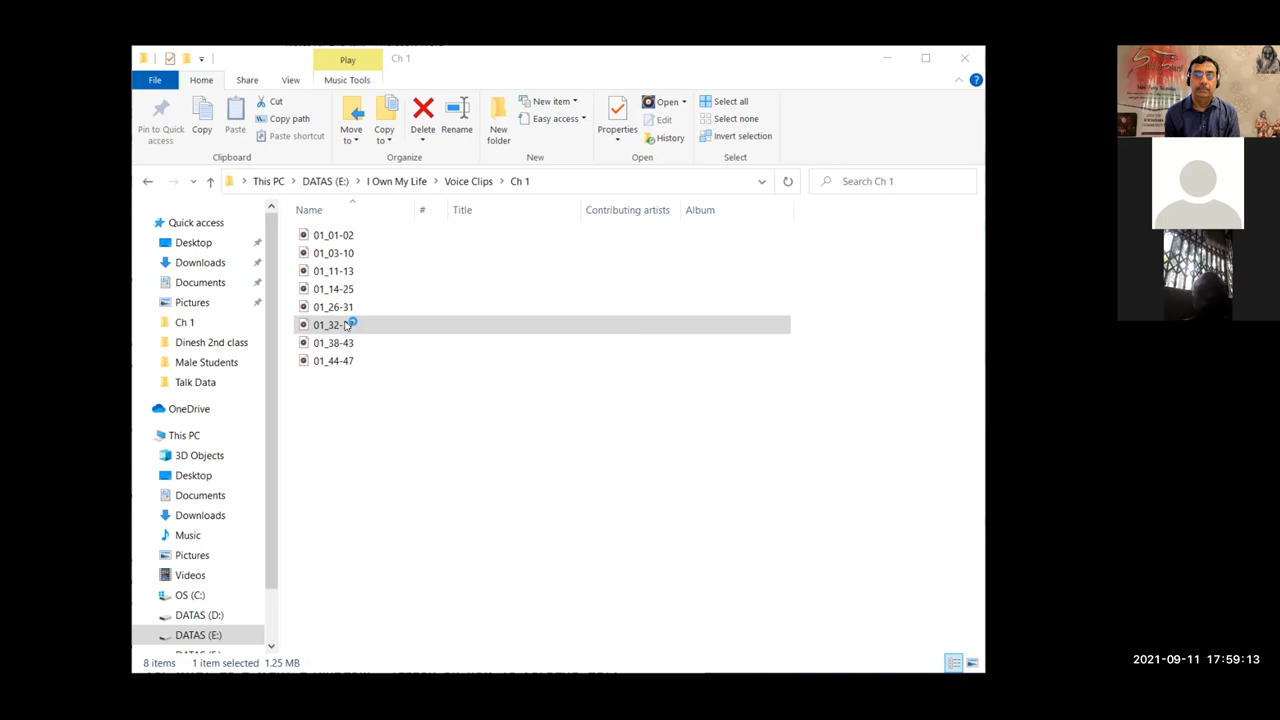 Play
Ch 1
File
Home
Share
View
Music Tools
Pin to Quick access
Copy
Paste
Cut
Copy path
Paste shortcut
Clipboard
Move to
Copy to
Delete
Rename
Organize
New folder
New item
Easy access
New
Properties
Open
Edit
History
Open
Select all
Select none
Invert selection
Select
This PC > DATAS (E:) > I Own My Life > Voice Clips > Ch 1
Search Ch 1
Name
#
Title
Contributing artists
Album
01_01-02
01_03-10
01_11-13
01_14-25
01_26-31
01_32-
01_38-43
01_44-47
Quick access
Desktop
Downloads
Documents
Pictures
Ch 1
Dinesh 2nd class
Male Students
Talk Data
OneDrive
This PC
3D Objects
Desktop
Documents
Downloads
Music
Pictures
Videos
OS (C:)
DATAS (D:)
DATAS (E:)
8 items
1 item selected 1.25 MB
2021-09-11 17:59:13